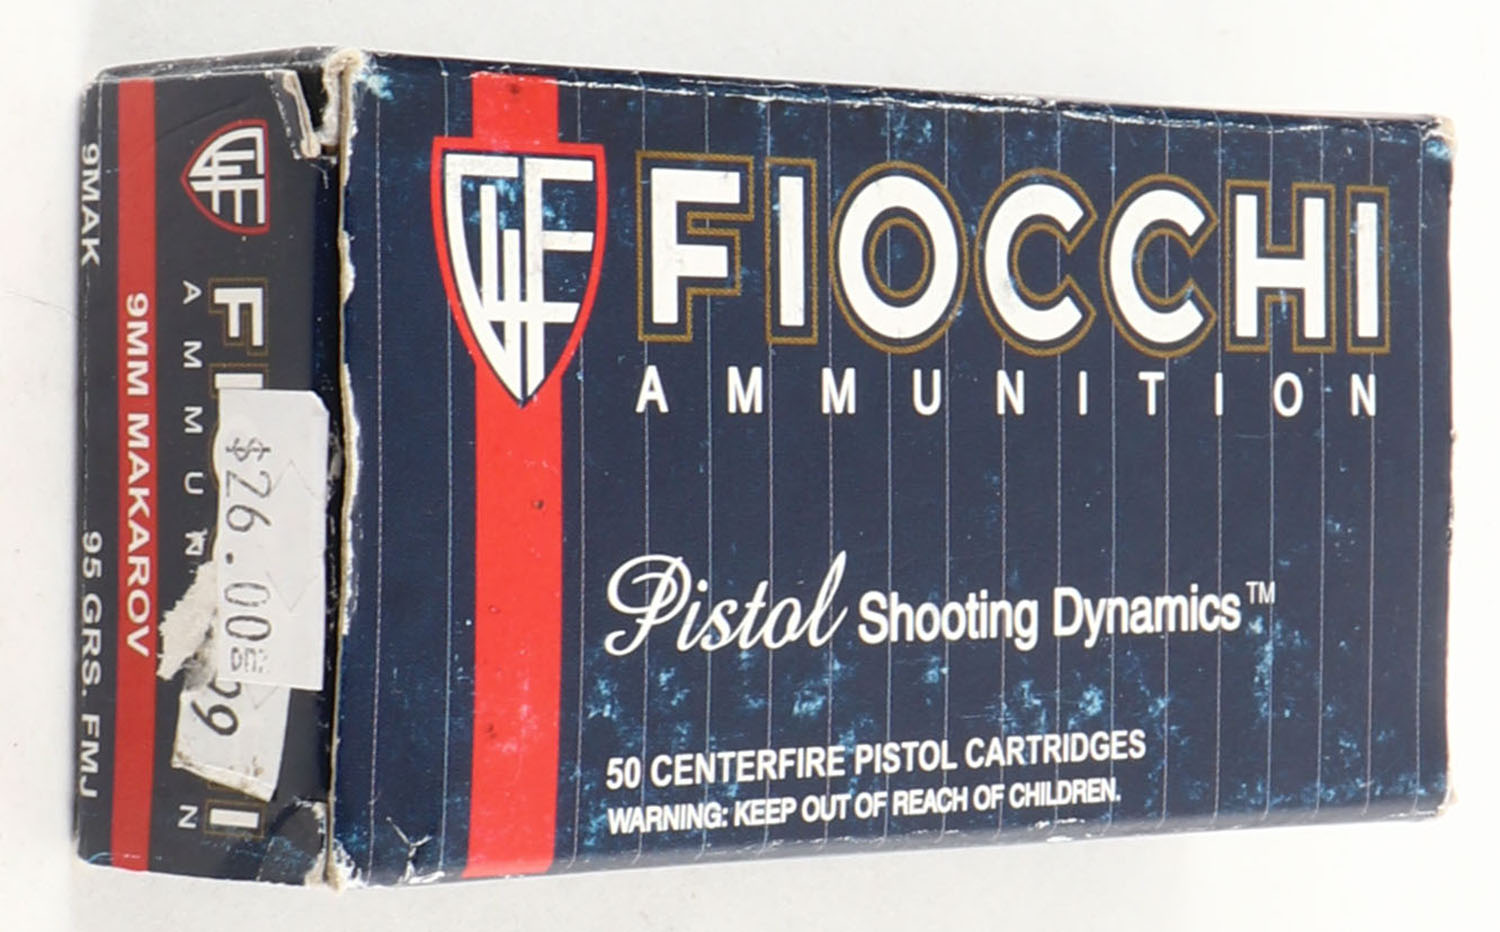 FIOCCHI
AMMUNITION
Pistol Shooting Dynamics™
50 CENTERFIRE PISTOL CARTRIDGES
WARNING: KEEP OUT OF REACH OF CHILDREN.
$26.00
99
9MM MAKAROV
9MAK 95 GRS. FMJ